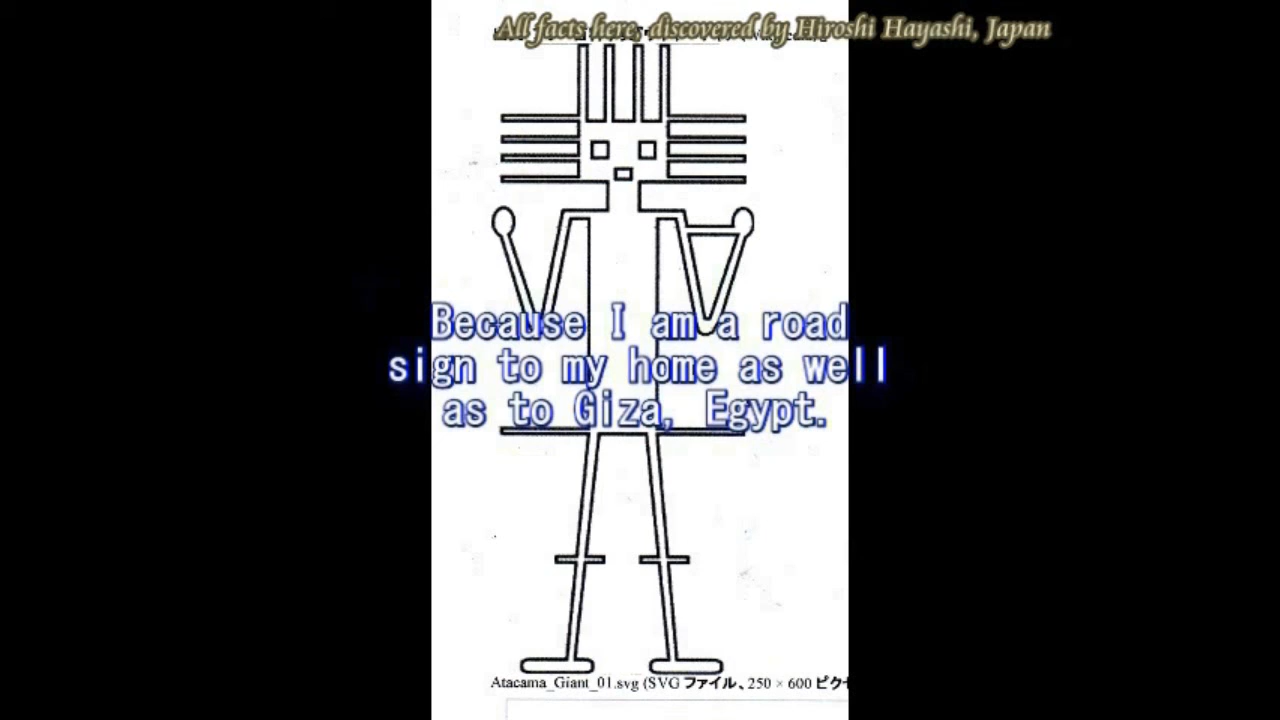 All facts here, discovered by Hiroshi Hayashi, Japan
Because I am a road
sign to my home as well
as to Giza, Egypt.
Atacama_Giant_01.svg (SVG ファイル、250 × 600 ピク